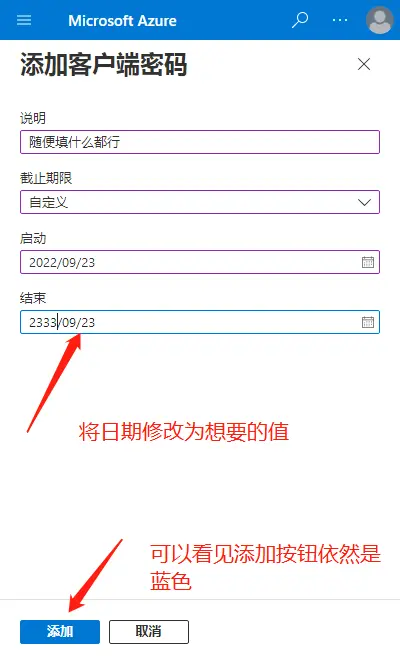 Microsoft Azure
添加客户端密码
说明
随便填什么都行
截止期限
自定义
启动
2022/09/23
结束
2333/09/23
将日期修改为想要的值
可以看见添加按钮依然是
蓝色
添加 取消